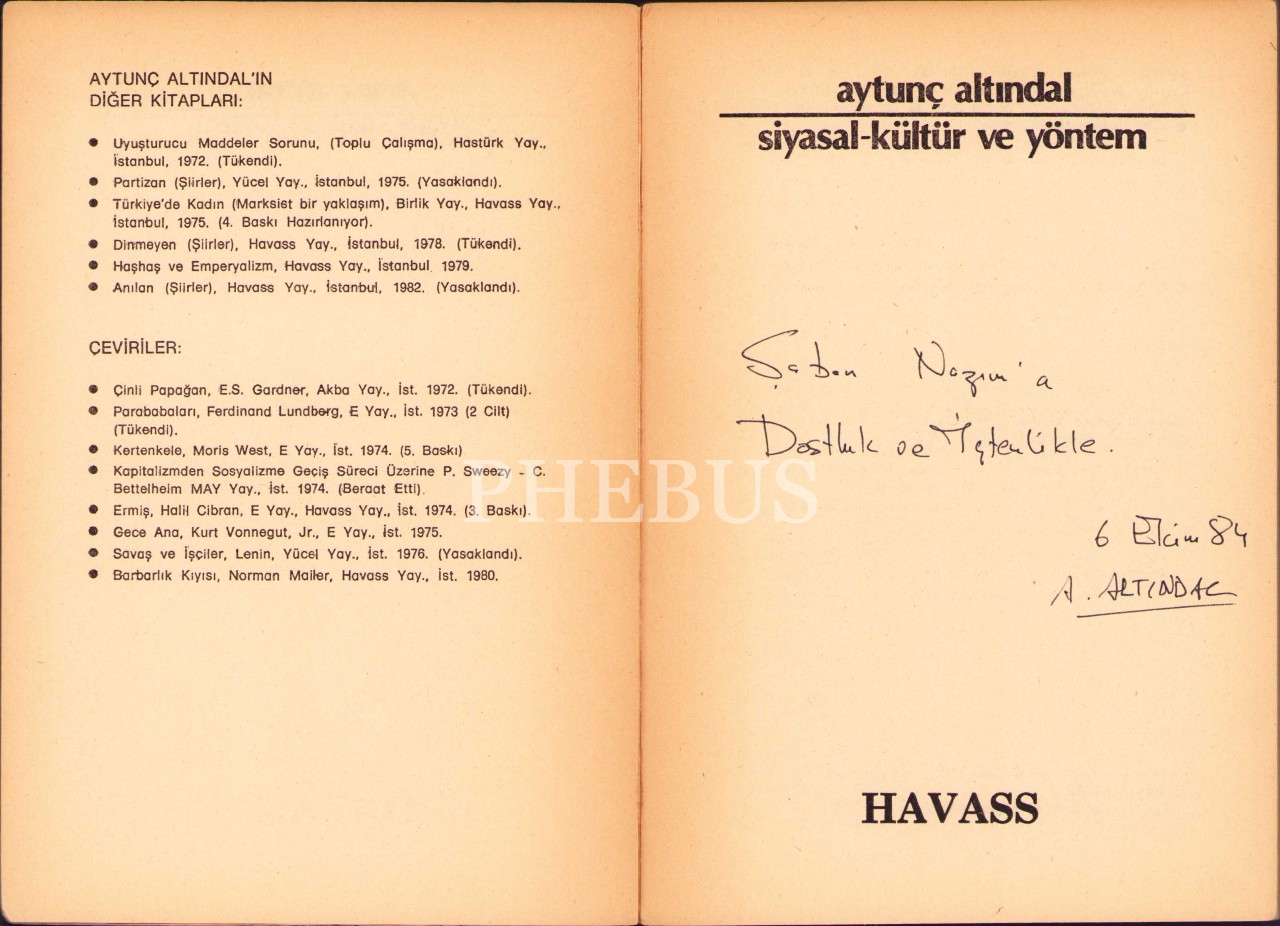 AYTUNÇ ALTINDAL'IN
DİĞER KİTAPLARI:
● Uyuşturucu Maddeler Sorunu, (Toplu Çalışma), Hastürk Yay.,
İstanbul, 1972. (Tükendi).
● Partizan (Şiirler), Yücel Yay., İstanbul, 1975. (Yasaklandı).
● Türkiye'de Kadın (Marksist bir yaklaşım), Birlik Yay., Havass Yay.,
İstanbul, 1975. (4. Baskı Hazırlanıyor).
● Dinmeyen (Şiirler), Havass Yay., İstanbul, 1978. (Tükendi).
● Haşhaş ve Emperyalizm, Havass Yay., İstanbul 1979.
● Anılan (Şiirler), Havass Yay., İstanbul, 1982. (Yasaklandı).
ÇEVİRİLER:
● Çinli Papağan, E.S. Gardner, Akba Yay., İst. 1972. (Tükendi).
● Parababaları, Ferdinand Lundberg, E Yay., İst. 1973 (2 Cilt)
(Tükendi).
● Kertenkele, Moris West, E Yay., İst. 1974. (5. Baskı)
● Kapitalizmden Sosyalizme Geçiş Süreci Üzerine P. Sweezy - C.
Bettelheim MAY Yay., İst. 1974. (Beraat Etti).
● Ermiş, Halil Cibran, E Yay., Havass Yay., İst. 1974. (3. Baskı).
● Gece Ana, Kurt Vonnegut, Jr., E Yay., İst. 1975.
● Savaş ve İşçiler, Lenin, Yücel Yay., İst. 1976. (Yasaklandı).
● Barbarlık Kıyısı, Norman Mailer, Havass Yay., İst. 1980.
PHEBUS
aytunç altındal
siyasal-kültür ve yöntem
Şaban Nazım'a
Dostluk ve İçtenlikle.
6 Ekim 84
A. ALTINDAL
HAVASS